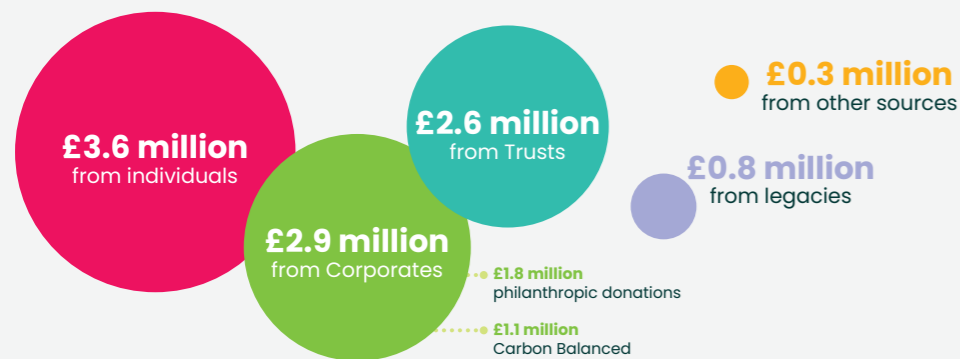 £3.6 million
from individuals
£2.9 million
from Corporates
£1.8 million
philanthropic donations
£1.1 million
Carbon Balanced
£2.6 million
from Trusts
£0.3 million
from other sources
£0.8 million
from legacies